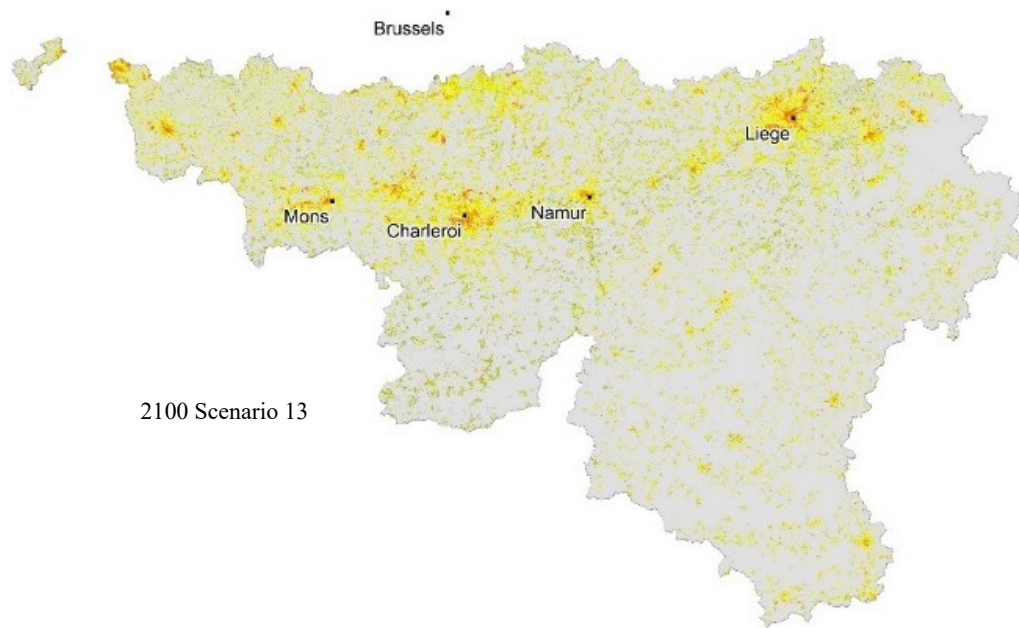 Brussels
Liege
Mons
Charleroi
Namur
2100 Scenario 13